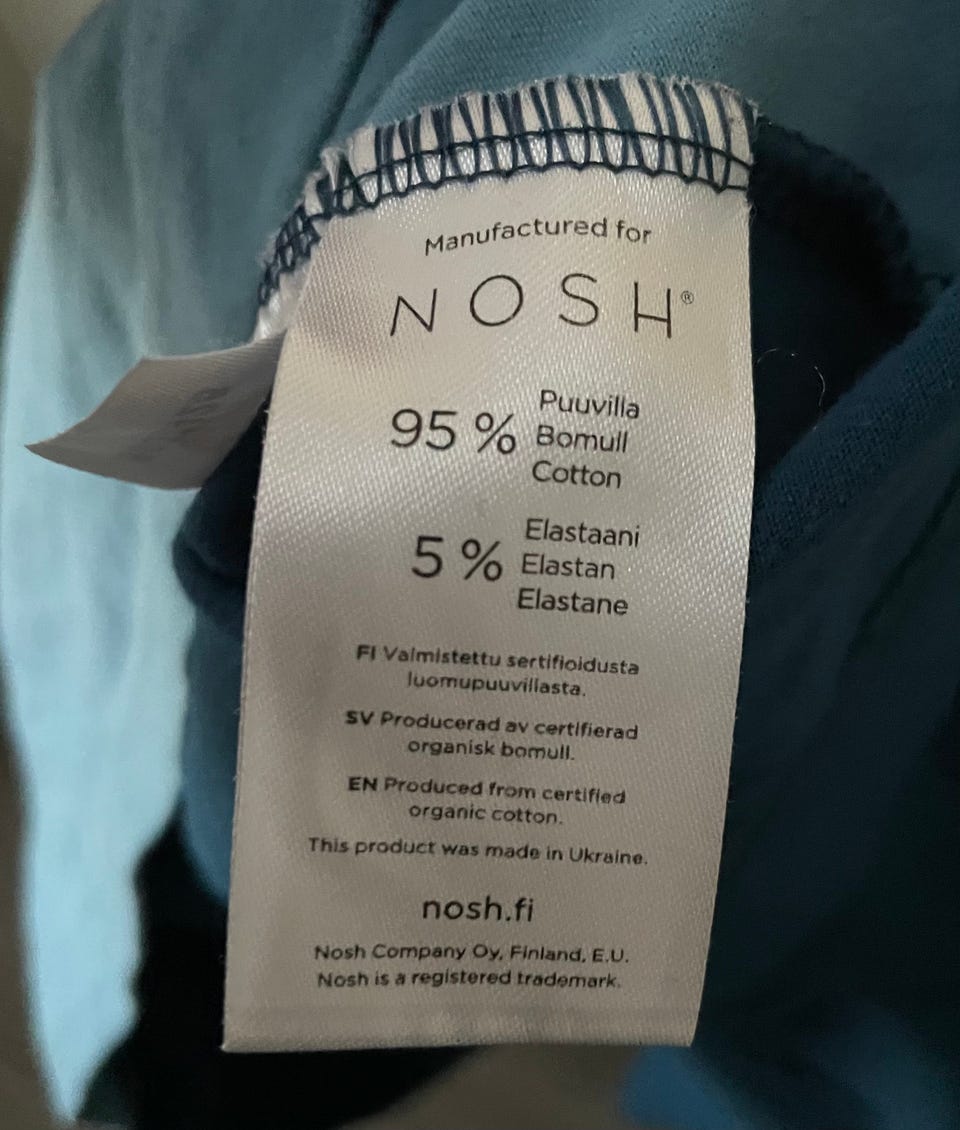 Manufactured for
NOSH®
95 % Puuvilla
Bomull
Cotton
5 % Elastaani
Elastan
Elastane
FI Valmistettu sertifioidusta
luomupuuvillasta.
SV Producerad av certifierad
organisk bomull.
EN Produced from certified
organic cotton.
This product was made in Ukraine.
nosh.fi
Nosh Company Oy, Finland, E.U.
Nosh is a registered trademark.